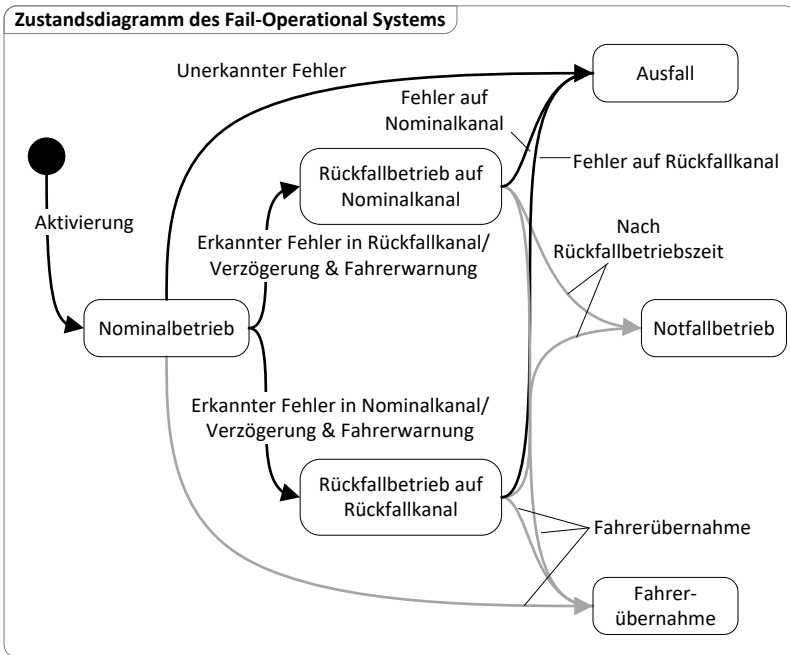 Zustandsdiagramm des Fail-Operational Systems
Unerkannter Fehler
Ausfall
Fehler auf
Nominalkanal
Fehler auf Rückfallkanal
Rückfallbetrieb auf
Nominalkanal
Aktivierung
Nach
Rückfallbetriebszeit
Erkannter Fehler in Rückfallkanal/
Verzögerung & Fahrerwarnung
Nominalbetrieb
Notfallbetrieb
Erkannter Fehler in Nominalkanal/
Verzögerung & Fahrerwarnung
Rückfallbetrieb auf
Rückfallkanal
Fahrerübernahme
Fahrer-
übernahme